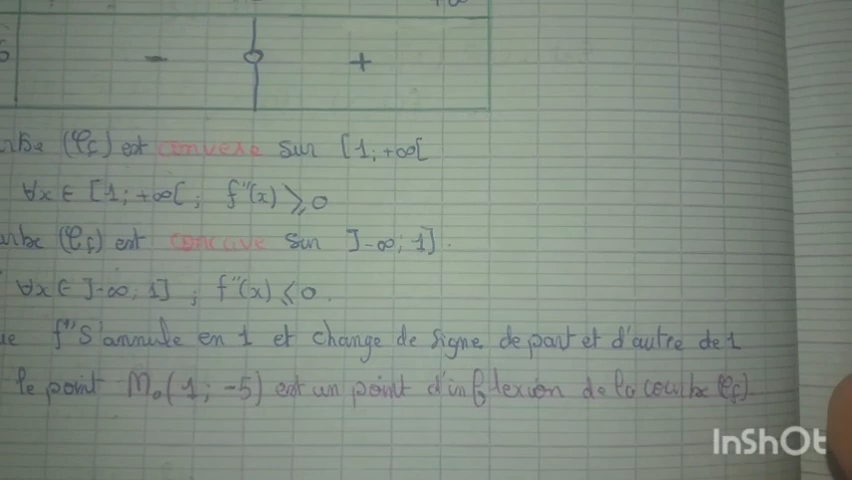 +∞
- +
(𝒞f) est convexe sur [1; +∞[
∀x ∈ [1; +∞[ ; f''(x) ⩾ 0
(𝒞f) est concave sur ]-∞; 1].
∀x ∈ ]-∞; 1] ; f''(x) ⩽ 0.
f'' S'annule en 1 et change de signe de part et d'autre de 1
le point M₀(1; -5) est un point d'inflexion de la courbe 𝒞f).
InShOt